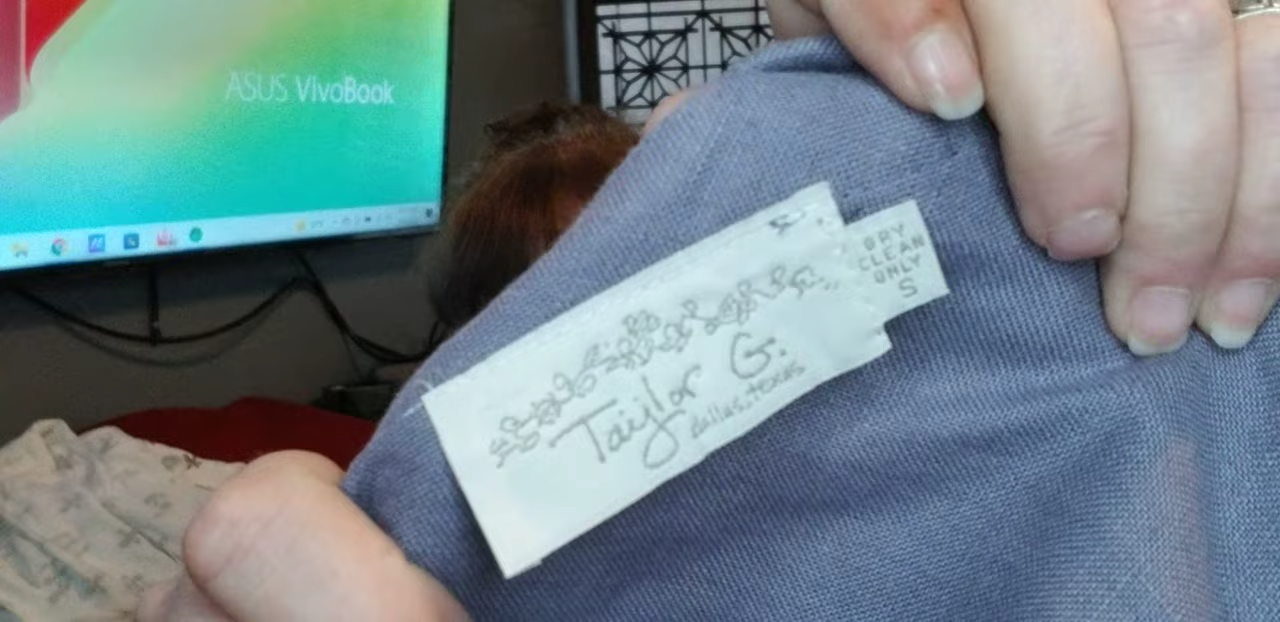 ASUS VivoBook
Taylor G.
dallas, texas
DRY
CLEAN
ONLY
S